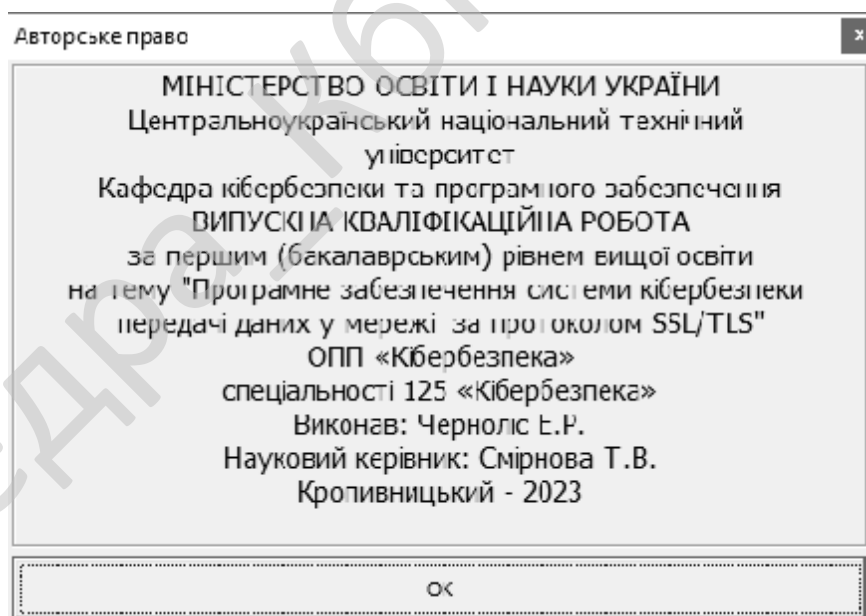 Авторське право
x
МІНІСТЕРСТВО ОСВІТИ І НАУКИ УКРАЇНИ
Центральноукраїнський національний технічний
університет
Кафедра кібербезпеки та програмного забезпечення
ВИПУСКНА КВАЛІФІКАЦІЙНА РОБОТА
за першим (бакалаврським) рівнем вищої освіти
на тему "Програмне забезпечення системи кібербезпеки
передачі даних у мережі за протоколом SSL/TLS"
ОПП «Кібербезпека»
спеціальності 125 «Кібербезпека»
Виконав: Черноліс Е.Р.
Науковий керівник: Смірнова Т.В.
Кропивницький - 2023
OK